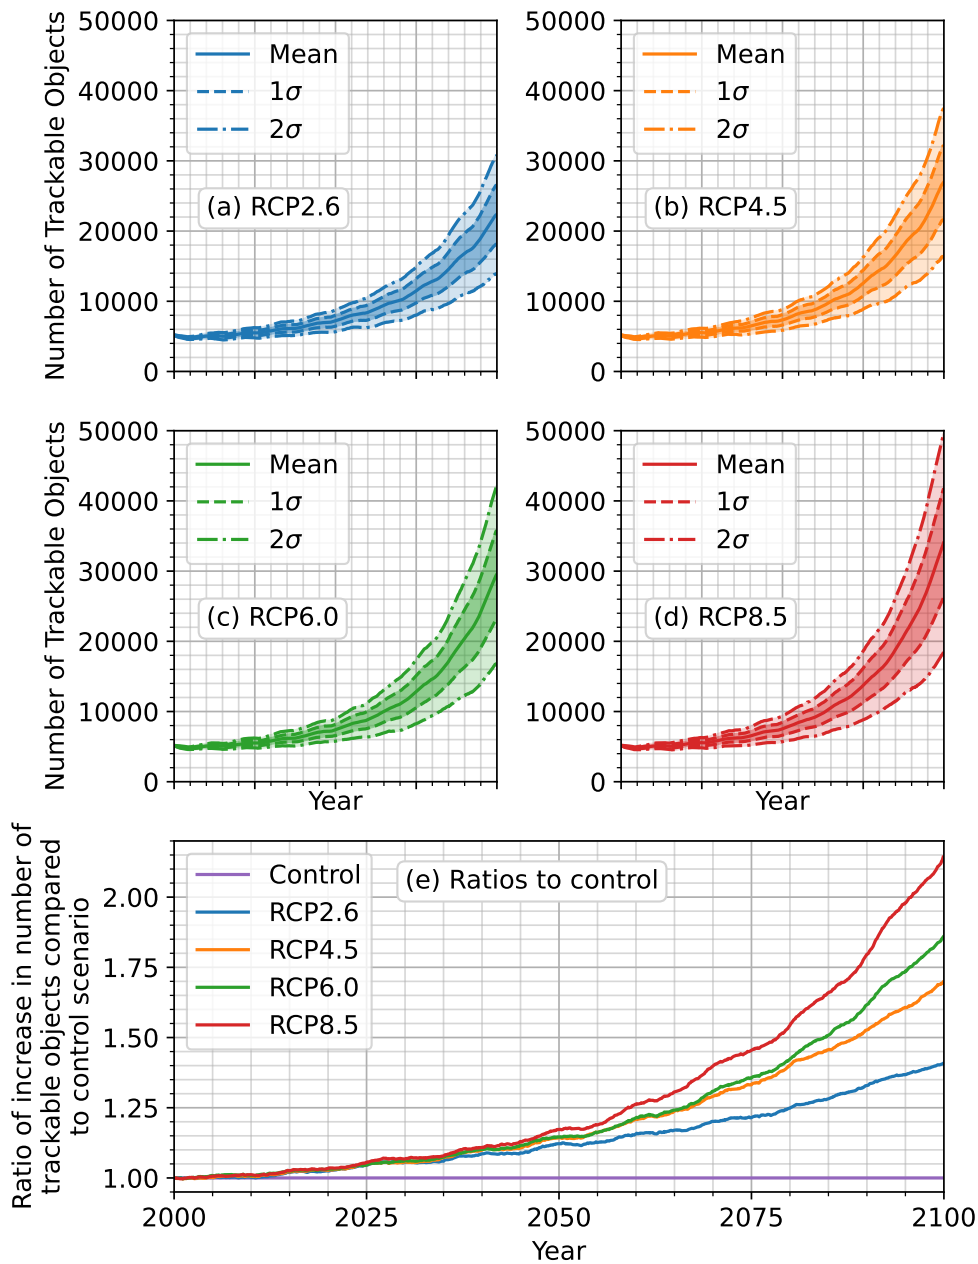 Number of Trackable Objects
50000
40000
30000
20000
10000
0
Mean
1σ
2σ
(a) RCP2.6
50000
40000
30000
20000
10000
0
Mean
1σ
2σ
(b) RCP4.5
Number of Trackable Objects
50000
40000
30000
20000
10000
0
Mean
1σ
2σ
(c) RCP6.0
Year
50000
40000
30000
20000
10000
0
Mean
1σ
2σ
(d) RCP8.5
Year
Ratio of increase in number of
trackable objects compared
to control scenario
2.00
1.75
1.50
1.25
1.00
Control
RCP2.6
RCP4.5
RCP6.0
RCP8.5
(e) Ratios to control
2000 2025 2050 2075 2100
Year